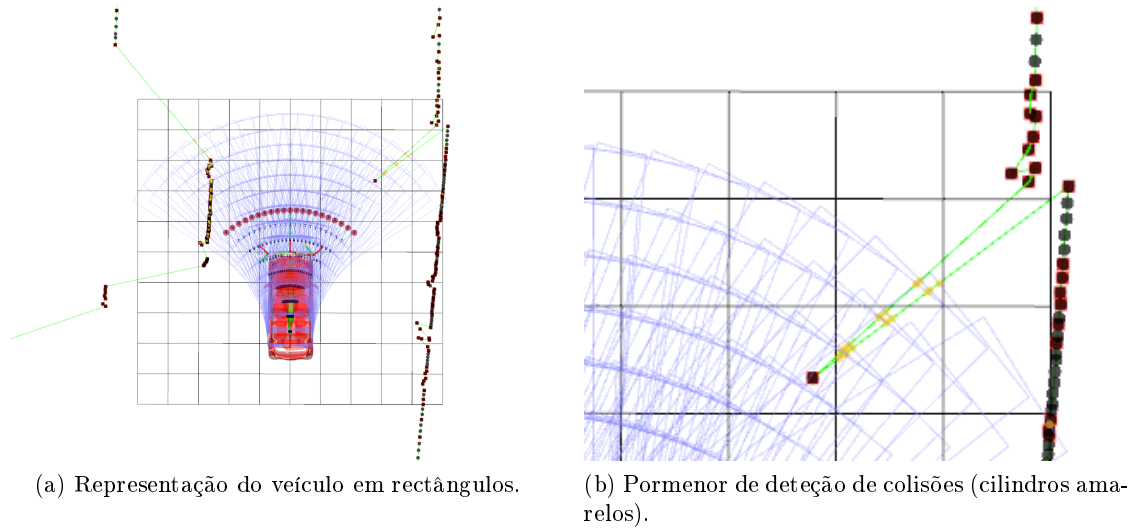 (a) Representação do veículo em rectângulos.
(b) Pormenor de deteção de colisões (cilindros ama-
relos).